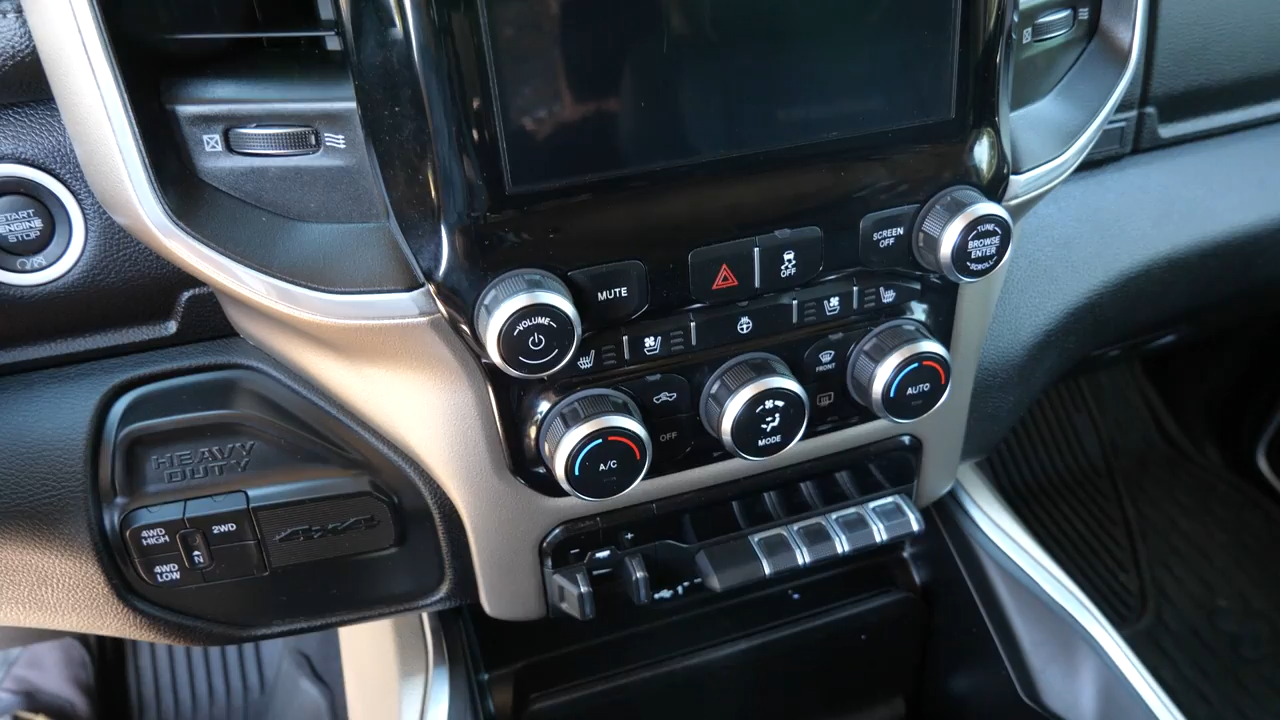 START
ENGINE
STOP
MUTE
VOLUME
OFF
SCREEN
OFF
TUNE
BROWSE
ENTER
SCROLL
FRONT
AUTO
OFF
MODE
A/C
HEAVY
DUTY
4WD
HIGH
2WD
N
4WD
LOW
4x4